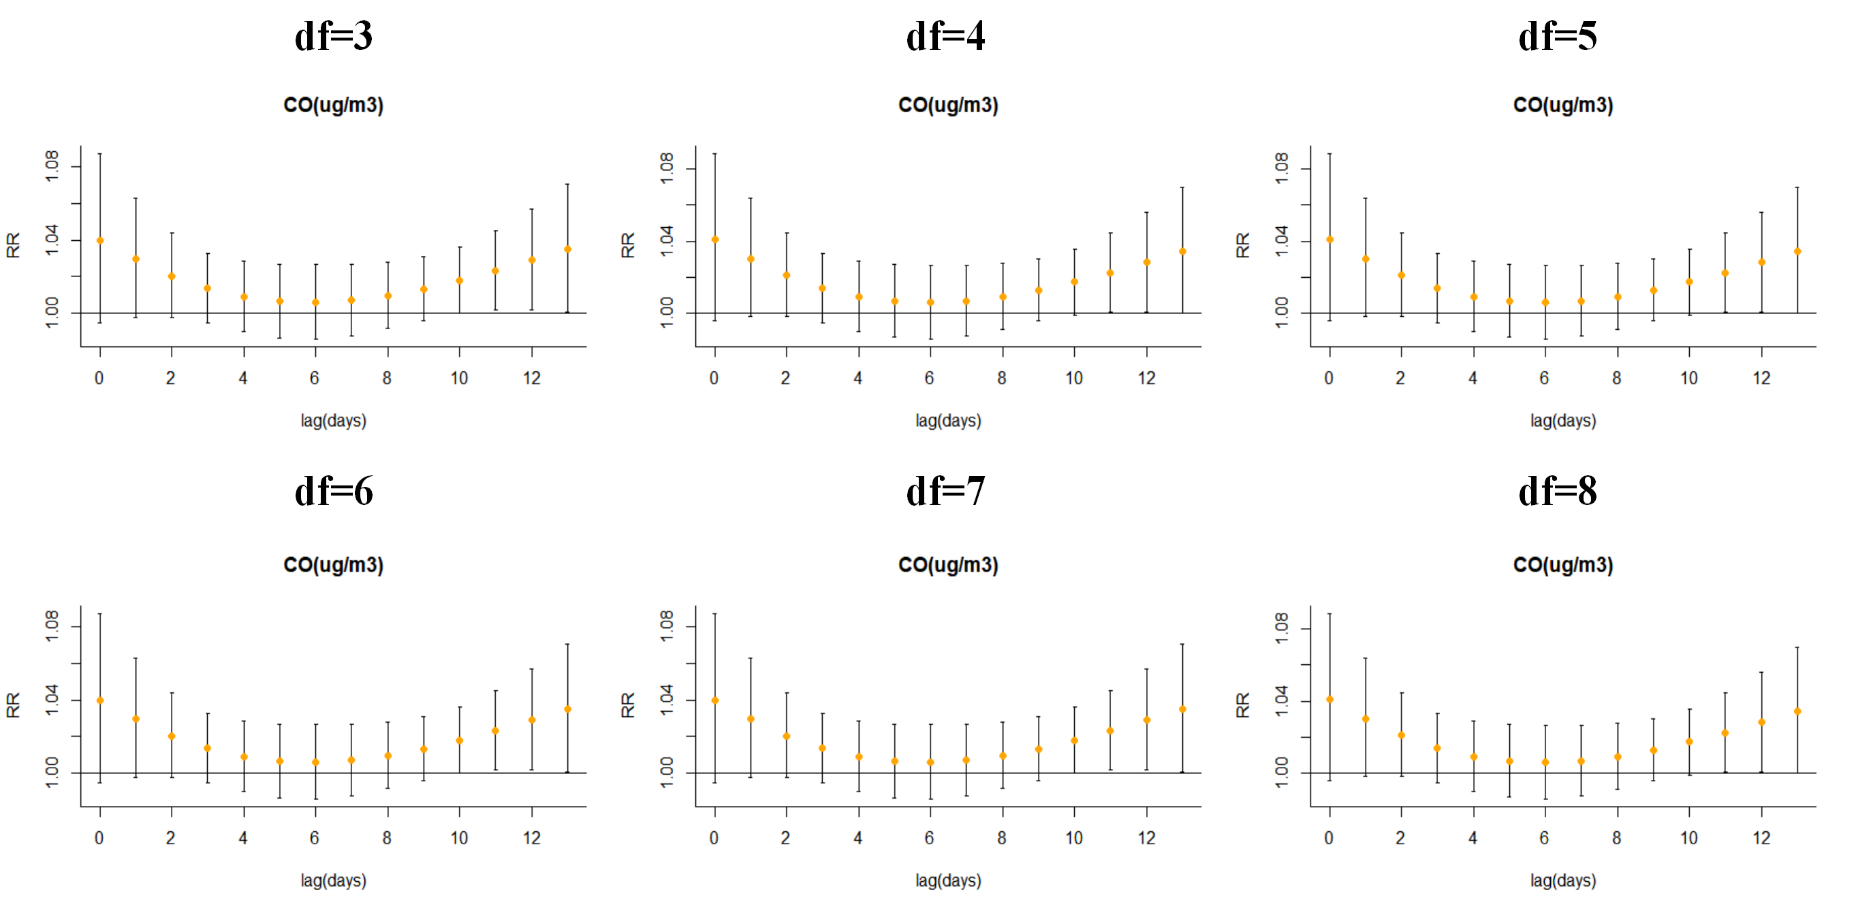 df=3 df=4 df=5
CO(ug/m3) CO(ug/m3) CO(ug/m3)
RR 1.00 1.04 1.08 RR 1.00 1.04 1.08 RR 1.00 1.04 1.08
0 2 4 6 8 10 12 0 2 4 6 8 10 12 0 2 4 6 8 10 12
lag(days) lag(days) lag(days)
df=6 df=7 df=8
CO(ug/m3) CO(ug/m3) CO(ug/m3)
RR 1.00 1.04 1.08 RR 1.00 1.04 1.08 RR 1.00 1.04 1.08
0 2 4 6 8 10 12 0 2 4 6 8 10 12 0 2 4 6 8 10 12
lag(days) lag(days) lag(days)